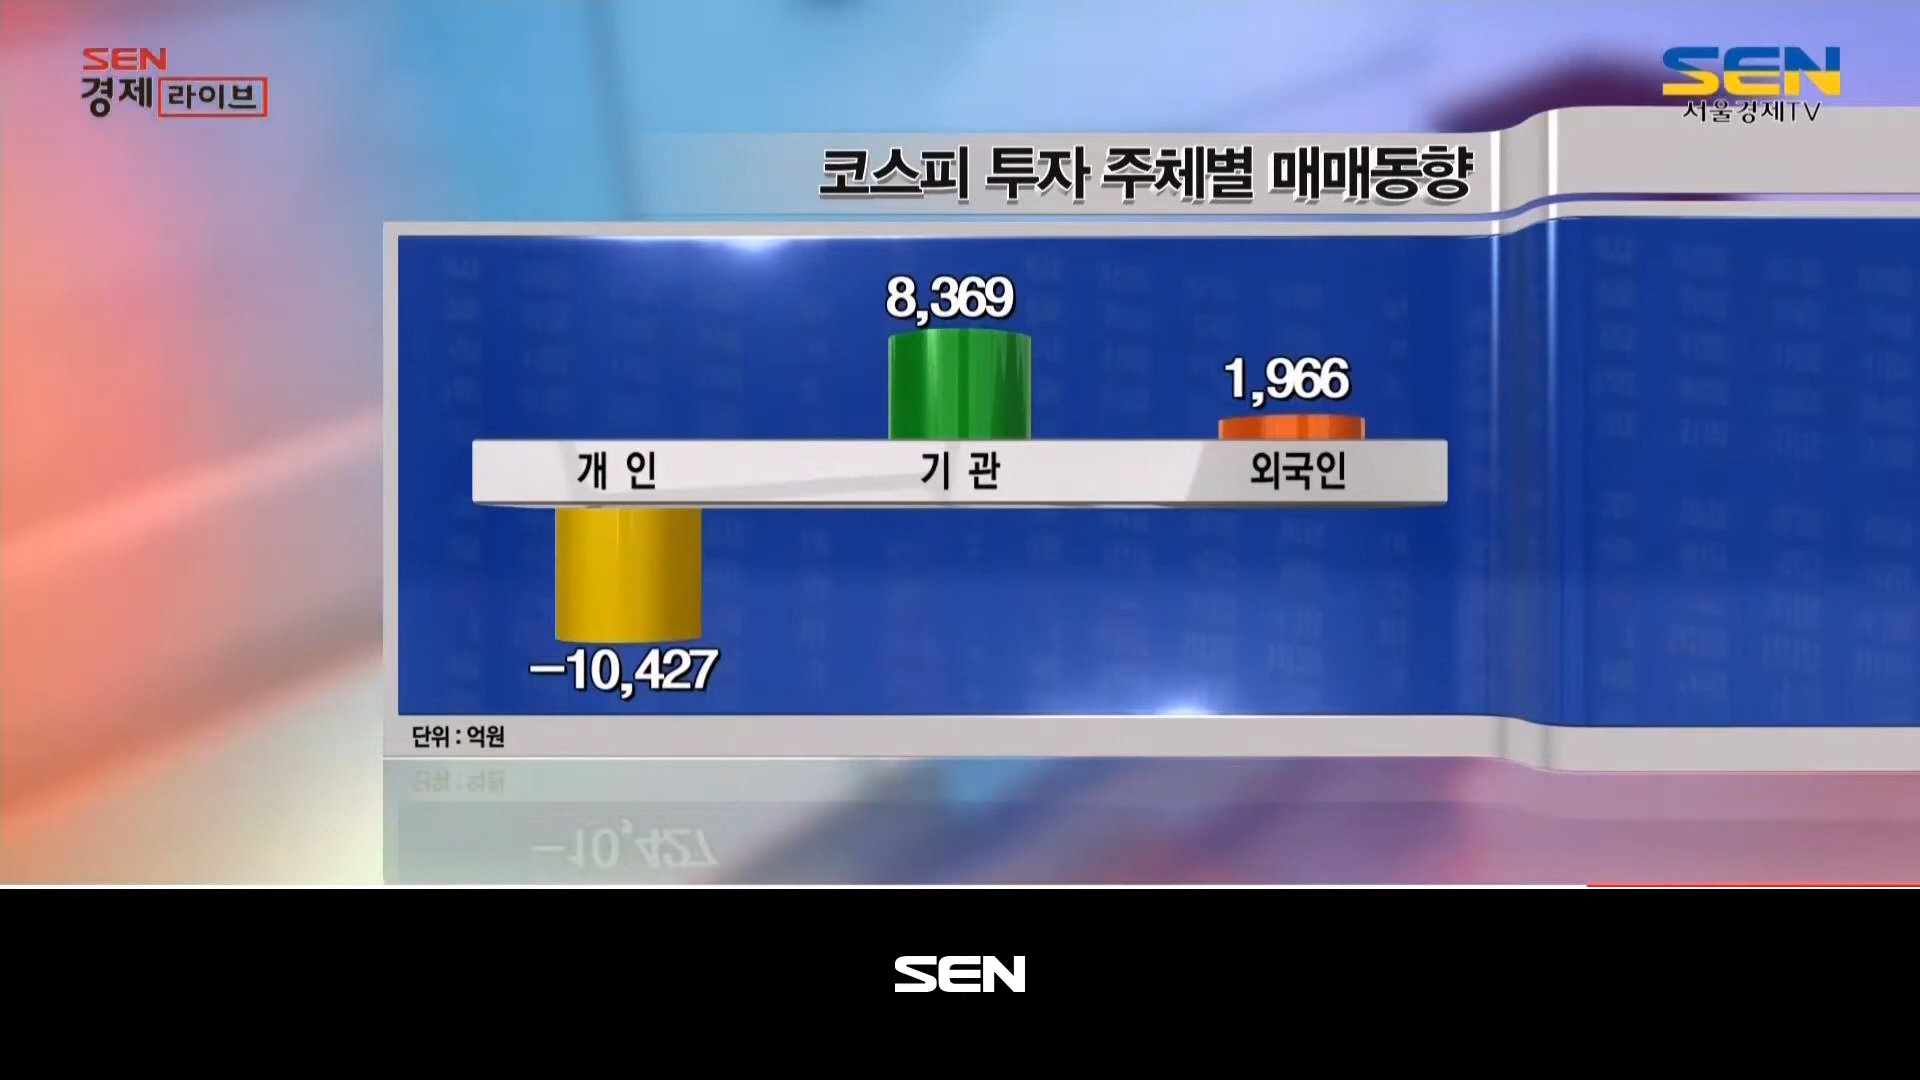 SEN
경제 라이브
SEN
서울경제TV
코스피 투자 주체별 매매동향
8,369
1,966
개인 기관 외국인
-10,427
단위 : 억원
SEN